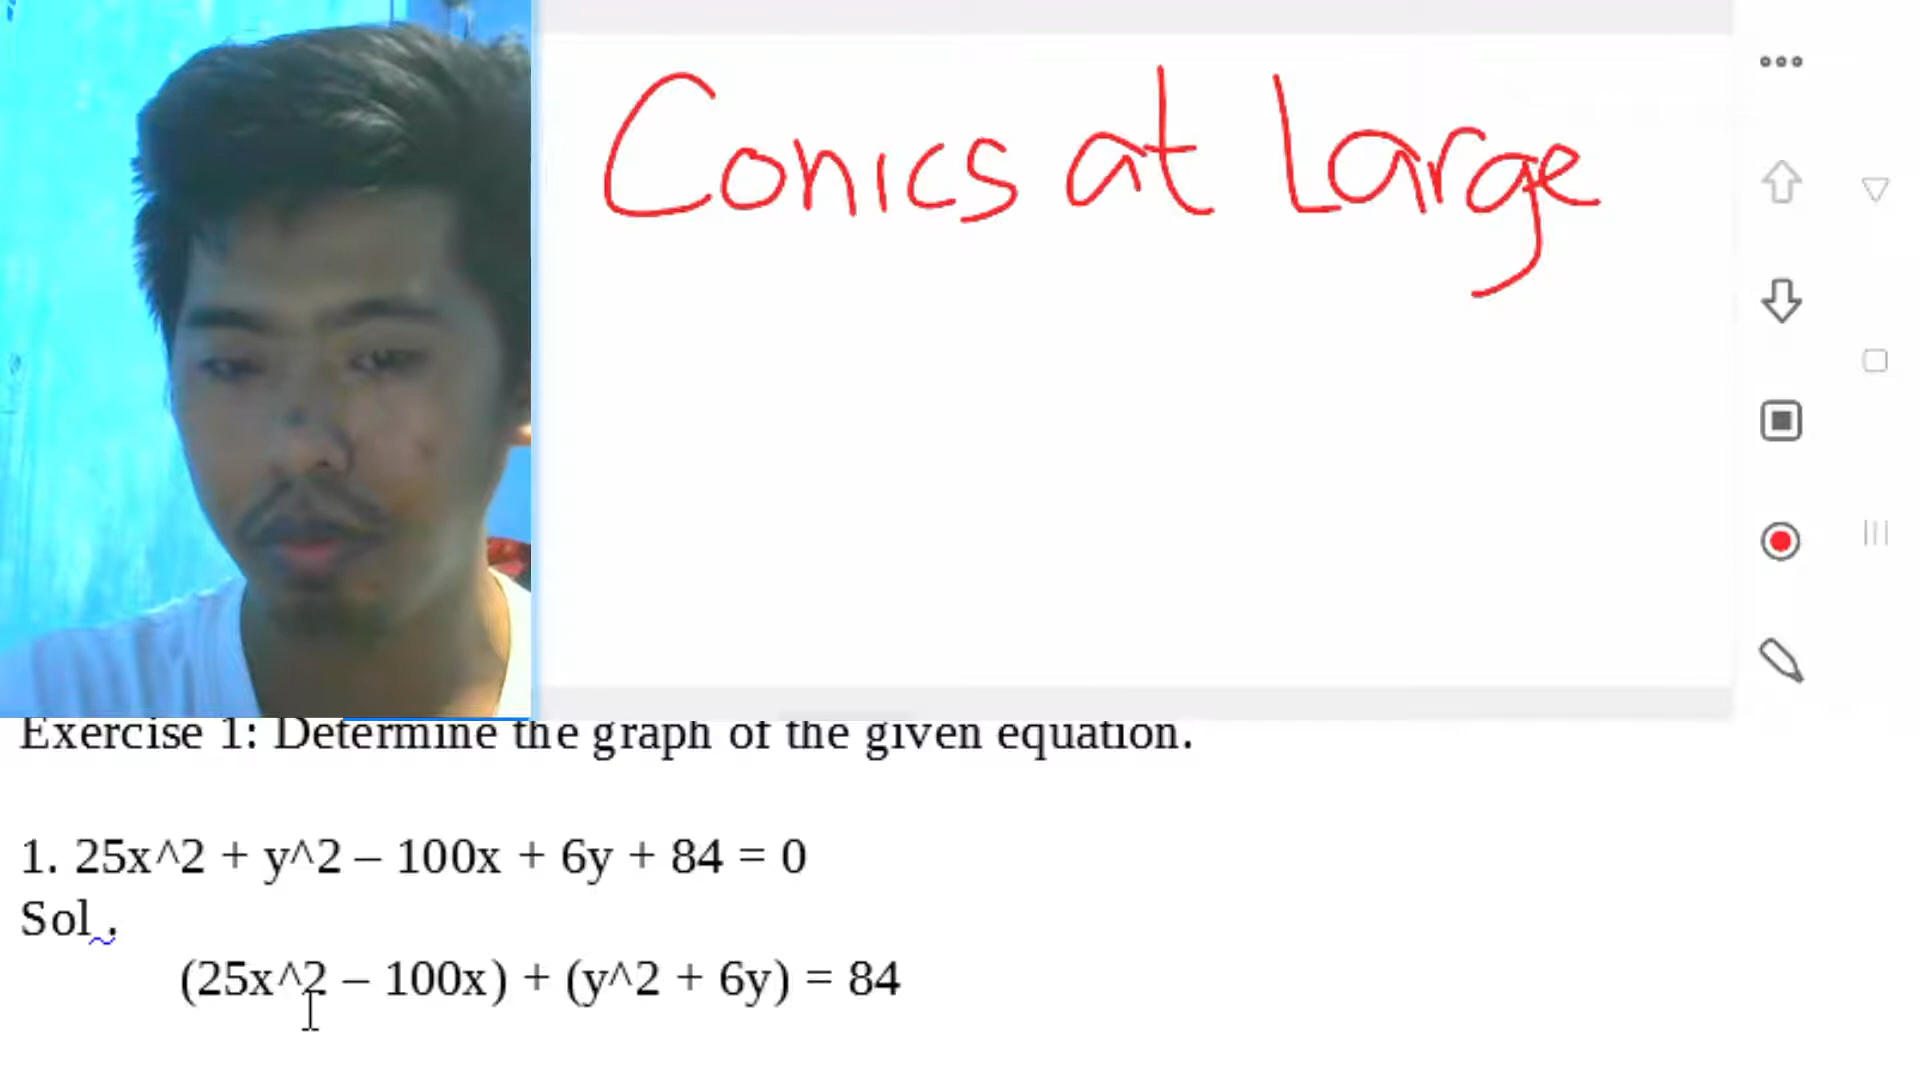 Conics at Large
Exercise 1: Determine the graph of the given equation.
1. 25x^2 + y^2 – 100x + 6y + 84 = 0
Sol .
(25x^2 – 100x) + (y^2 + 6y) = 84